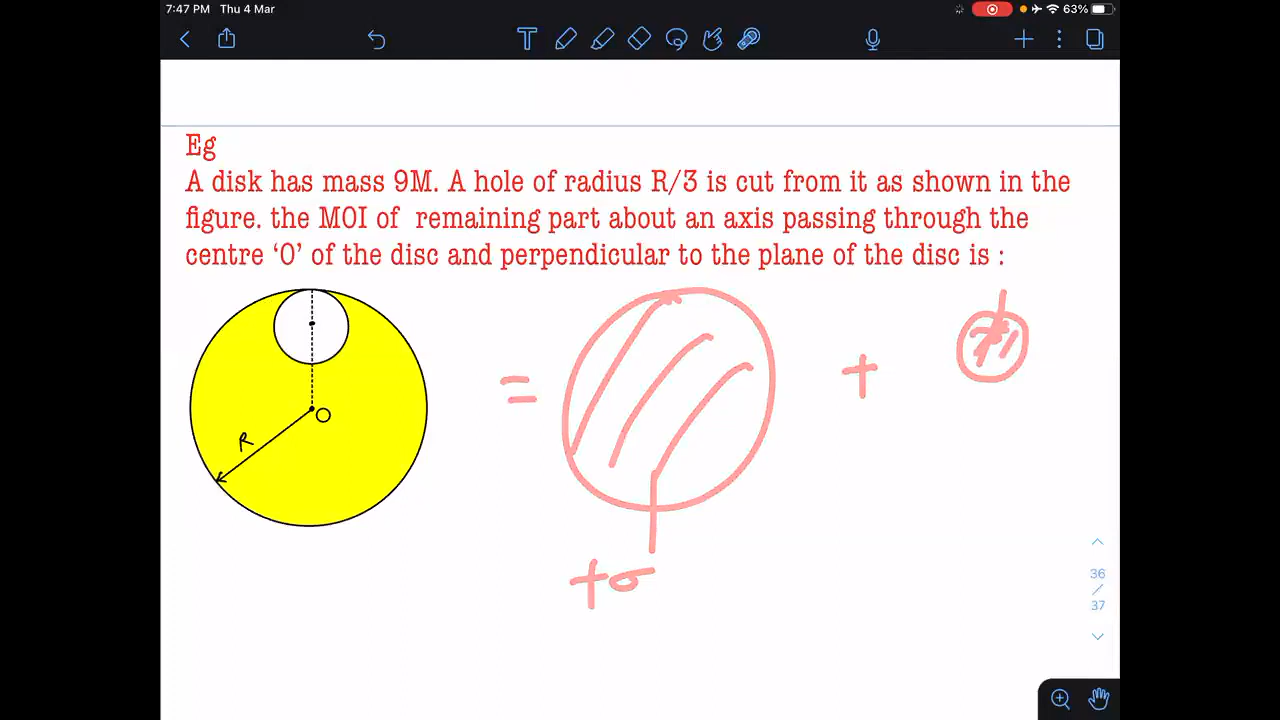 7:47 PM Thu 4 Mar
63%
Eg
A disk has mass 9M. A hole of radius R/3 is cut from it as shown in the
figure. the MOI of remaining part about an axis passing through the
centre ‘O’ of the disc and perpendicular to the plane of the disc is :
R
O
=
+
+σ
36
/
37